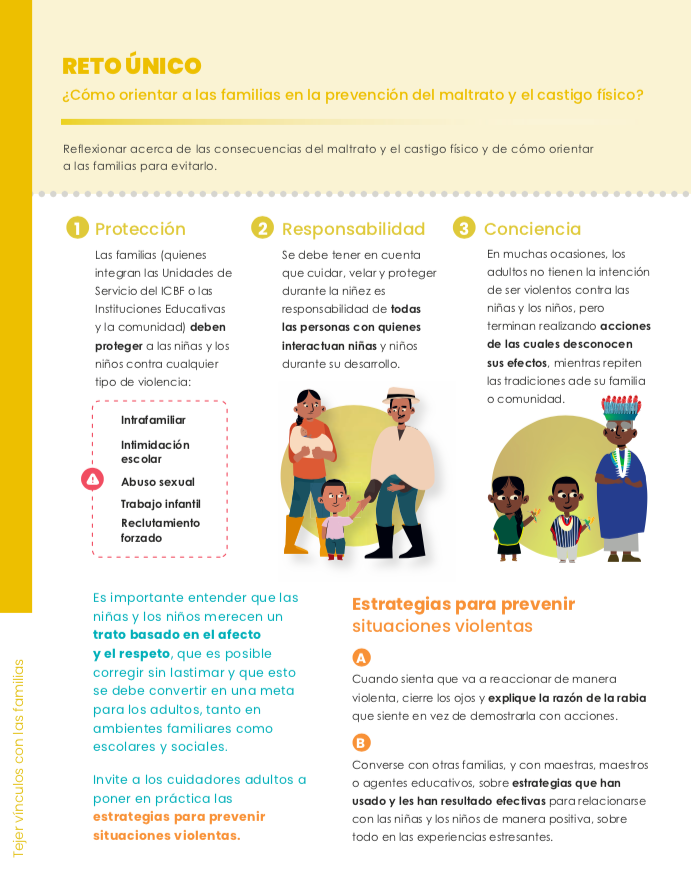 RETO ÚNICO
¿Cómo orientar a las familias en la prevención del maltrato y el castigo físico?
Reflexionar acerca de las consecuencias del maltrato y el castigo físico y de cómo orientar
a las familias para evitarlo.
1 Protección
Las familias (quienes
integran las Unidades de
Servicio del ICBF o las
Instituciones Educativas
y la comunidad) deben
proteger a las niñas y los
niños contra cualquier
tipo de violencia:
Intrafamiliar
Intimidación
escolar
Abuso sexual
Trabajo infantil
Reclutamiento
forzado
2 Responsabilidad
Se debe tener en cuenta
que cuidar, velar y proteger
durante la niñez es
responsabilidad de todas
las personas con quienes
interactuan niñas y niños
durante su desarrollo.
3 Conciencia
En muchas ocasiones, los
adultos no tienen la intención
de ser violentos contra las
niñas y los niños, pero
terminan realizando acciones
de las cuales desconocen
sus efectos, mientras repiten
las tradiciones ade su familia
o comunidad.
Es importante entender que las
niñas y los niños merecen un
trato basado en el afecto
y el respeto, que es posible
corregir sin lastimar y que esto
se debe convertir en una meta
para los adultos, tanto en
ambientes familiares como
escolares y sociales.
Invite a los cuidadores adultos a
poner en práctica las
estrategias para prevenir
situaciones violentas.
Estrategias para prevenir
situaciones violentas
A
Cuando sienta que va a reaccionar de manera
violenta, cierre los ojos y explique la razón de la rabia
que siente en vez de demostrarla con acciones.
B
Converse con otras familias, y con maestras, maestros
o agentes educativos, sobre estrategias que han
usado y les han resultado efectivas para relacionarse
con las niñas y los niños de manera positiva, sobre
todo en las experiencias estresantes.
Tejer vínculos con las familias